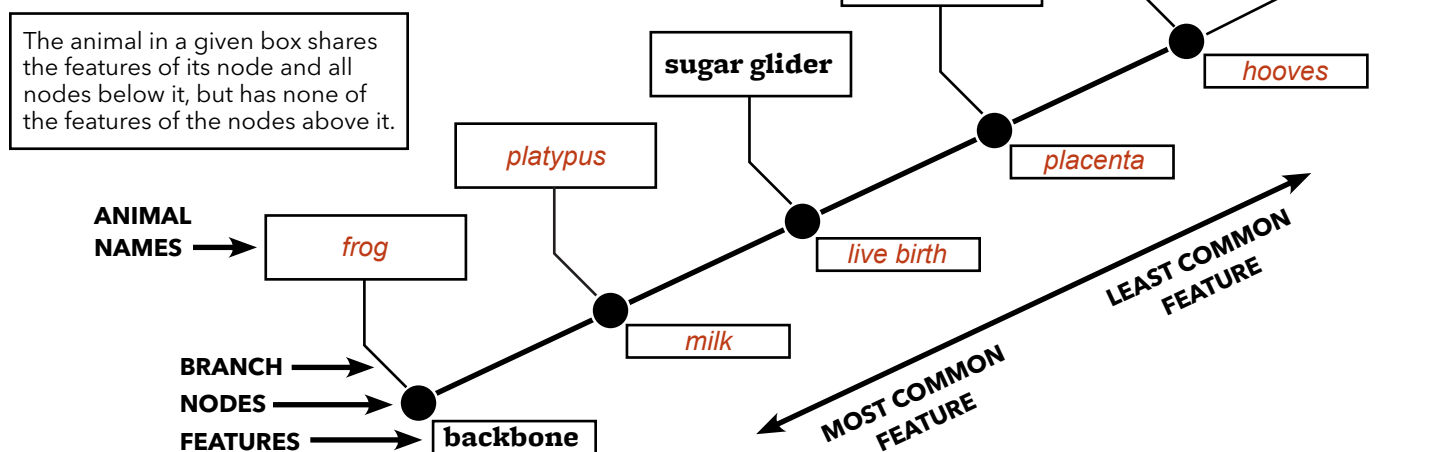 The animal in a given box shares
the features of its node and all
nodes below it, but has none of
the features of the nodes above it.
sugar glider
hooves
platypus
placenta
ANIMAL
NAMES
frog
live birth
LEAST COMMON
FEATURE
milk
BRANCH
NODES
MOST COMMON
FEATURE
FEATURES
backbone